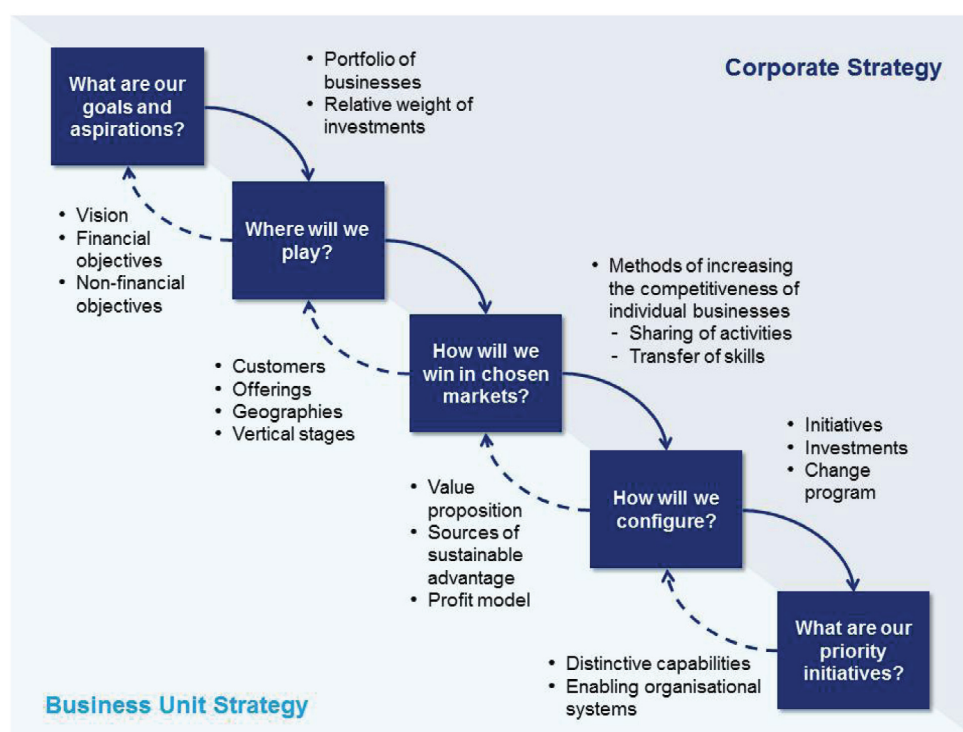 Corporate Strategy
What are our
goals and
aspirations?
• Portfolio of
businesses
• Relative weight of
investments
• Vision
• Financial
objectives
• Non-financial
objectives
Where will we
play?
• Methods of increasing
the competitiveness of
individual businesses
- Sharing of activities
- Transfer of skills
• Customers
• Offerings
• Geographies
• Vertical stages
How will we
win in chosen
markets?
• Initiatives
• Investments
• Change
program
• Value
proposition
• Sources of
sustainable
advantage
• Profit model
How will we
configure?
• Distinctive capabilities
• Enabling organisational
systems
What are our
priority
initiatives?
Business Unit Strategy